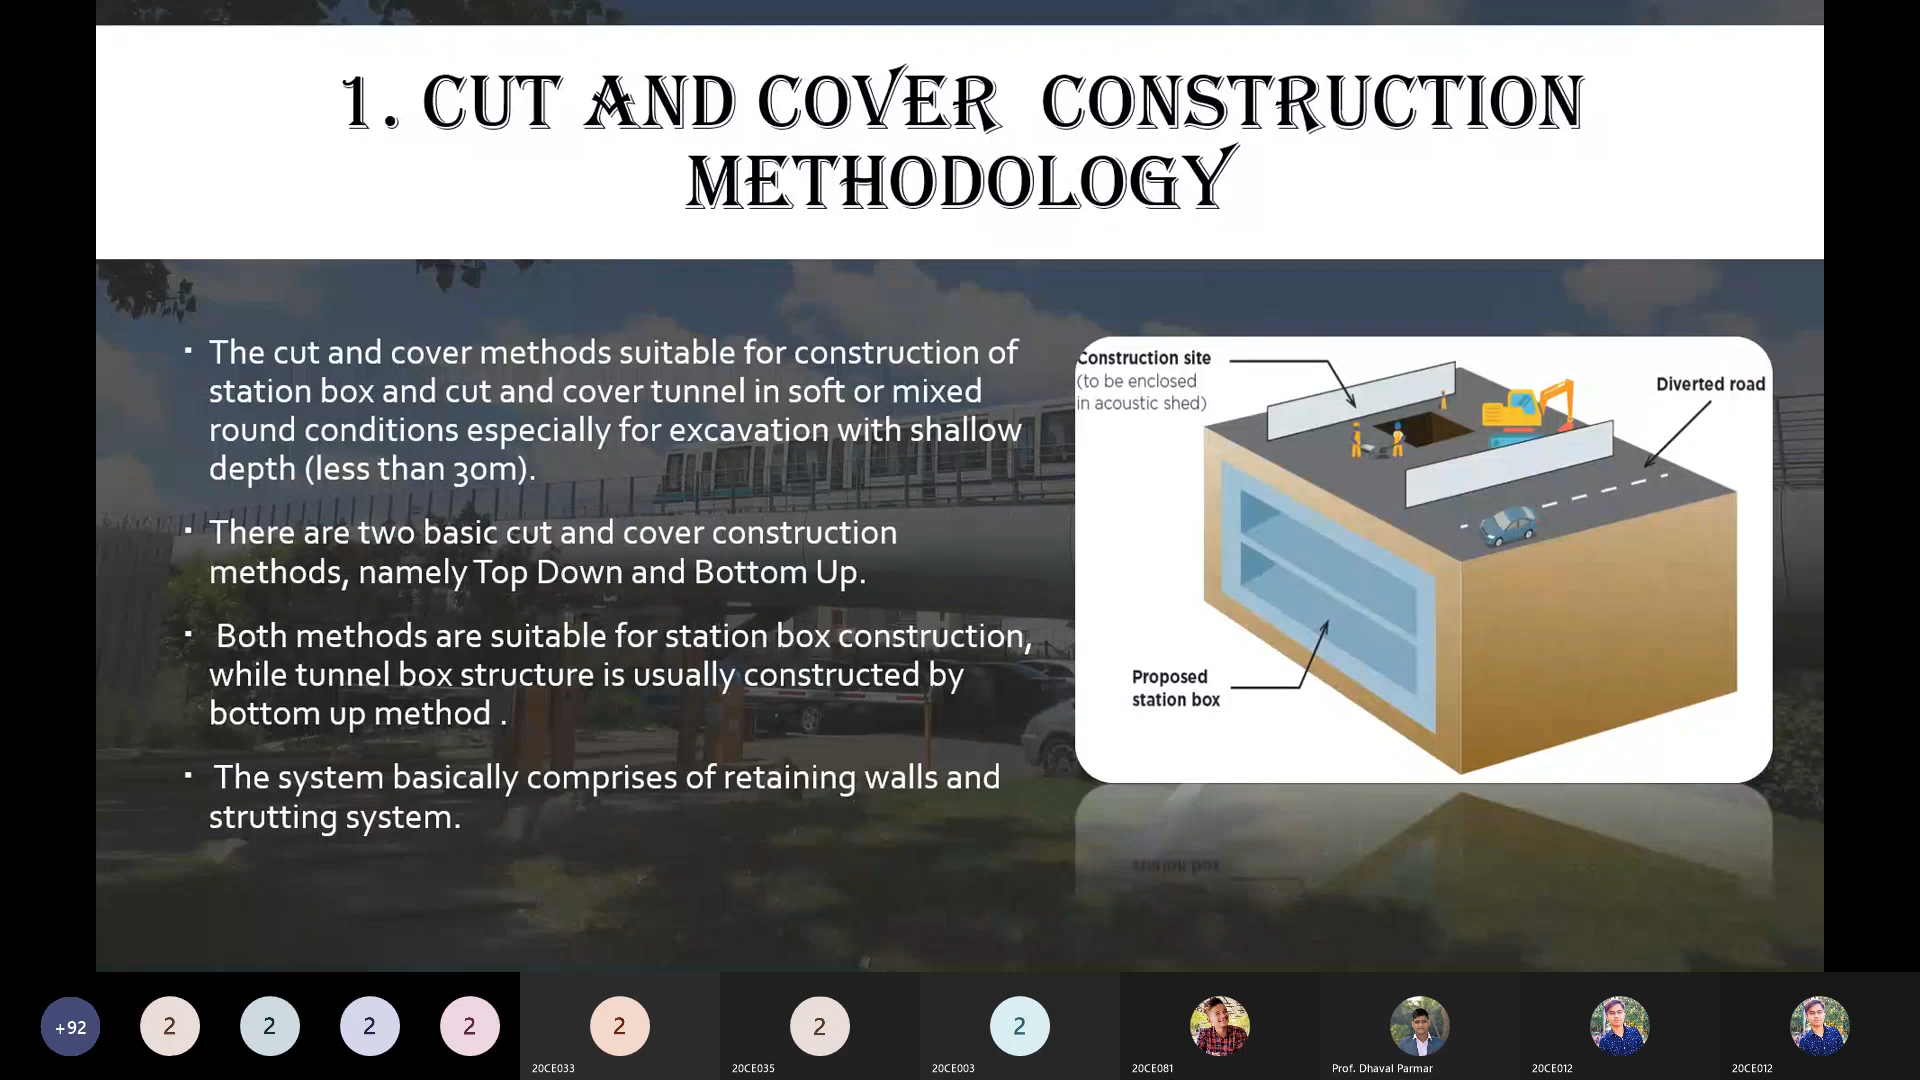 1. CUT AND COVER CONSTRUCTION
METHODOLOGY
▪ The cut and cover methods suitable for construction of
station box and cut and cover tunnel in soft or mixed
round conditions especially for excavation with shallow
depth (less than 30m).
▪ There are two basic cut and cover construction
methods, namely Top Down and Bottom Up.
▪ Both methods are suitable for station box construction,
while tunnel box structure is usually constructed by
bottom up method .
▪ The system basically comprises of retaining walls and
strutting system.
Construction site
(to be enclosed
in acoustic shed)
Diverted road
Proposed
station box
station box
+92
2
2
2
2
2
2
2
20CE033
20CE035
20CE003
20CE081
Prof. Dhaval Parmar
20CE012
20CE012